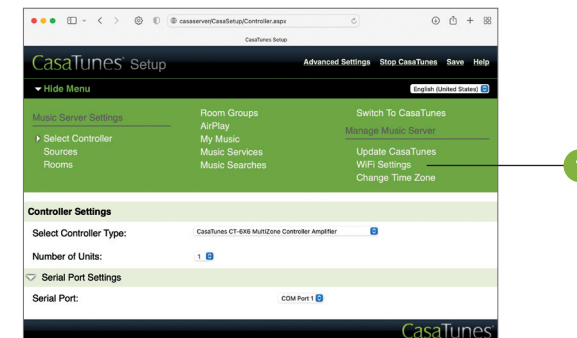 casaserver/CasaSetup/Controller.aspx
CasaTunes Setup
CasaTunes® Setup
Advanced Settings Stop CasaTunes Save Help
Hide Menu
English (United States)
Music Server Settings
Select Controller
Sources
Rooms
Room Groups
AirPlay
My Music
Music Services
Music Searches
Switch To CasaTunes
Manage Music Server
Update CasaTunes
WiFi Settings
Change Time Zone
Controller Settings
Select Controller Type: CasaTunes CT-6X6 MultiZone Controller Amplifier
Number of Units: 1
Serial Port Settings
Serial Port: COM Port 1
CasaTunes®